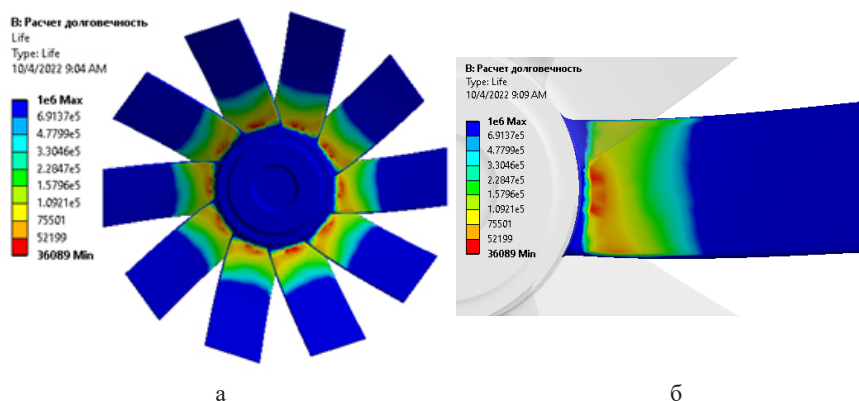 B: Расчет долговечность
Life
Type: Life
10/4/2022 9:04 AM
1e6 Max
6.9137e5
4.7799e5
3.3046e5
2.2847e5
1.5796e5
1.0921e5
75501
52199
36089 Min
а
B: Расчет долговечность
Type: Life
10/4/2022 9:09 AM
1e6 Max
6.9137e5
4.7799e5
3.3046e5
2.2847e5
1.5796e5
1.0921e5
75501
52199
36089 Min
б